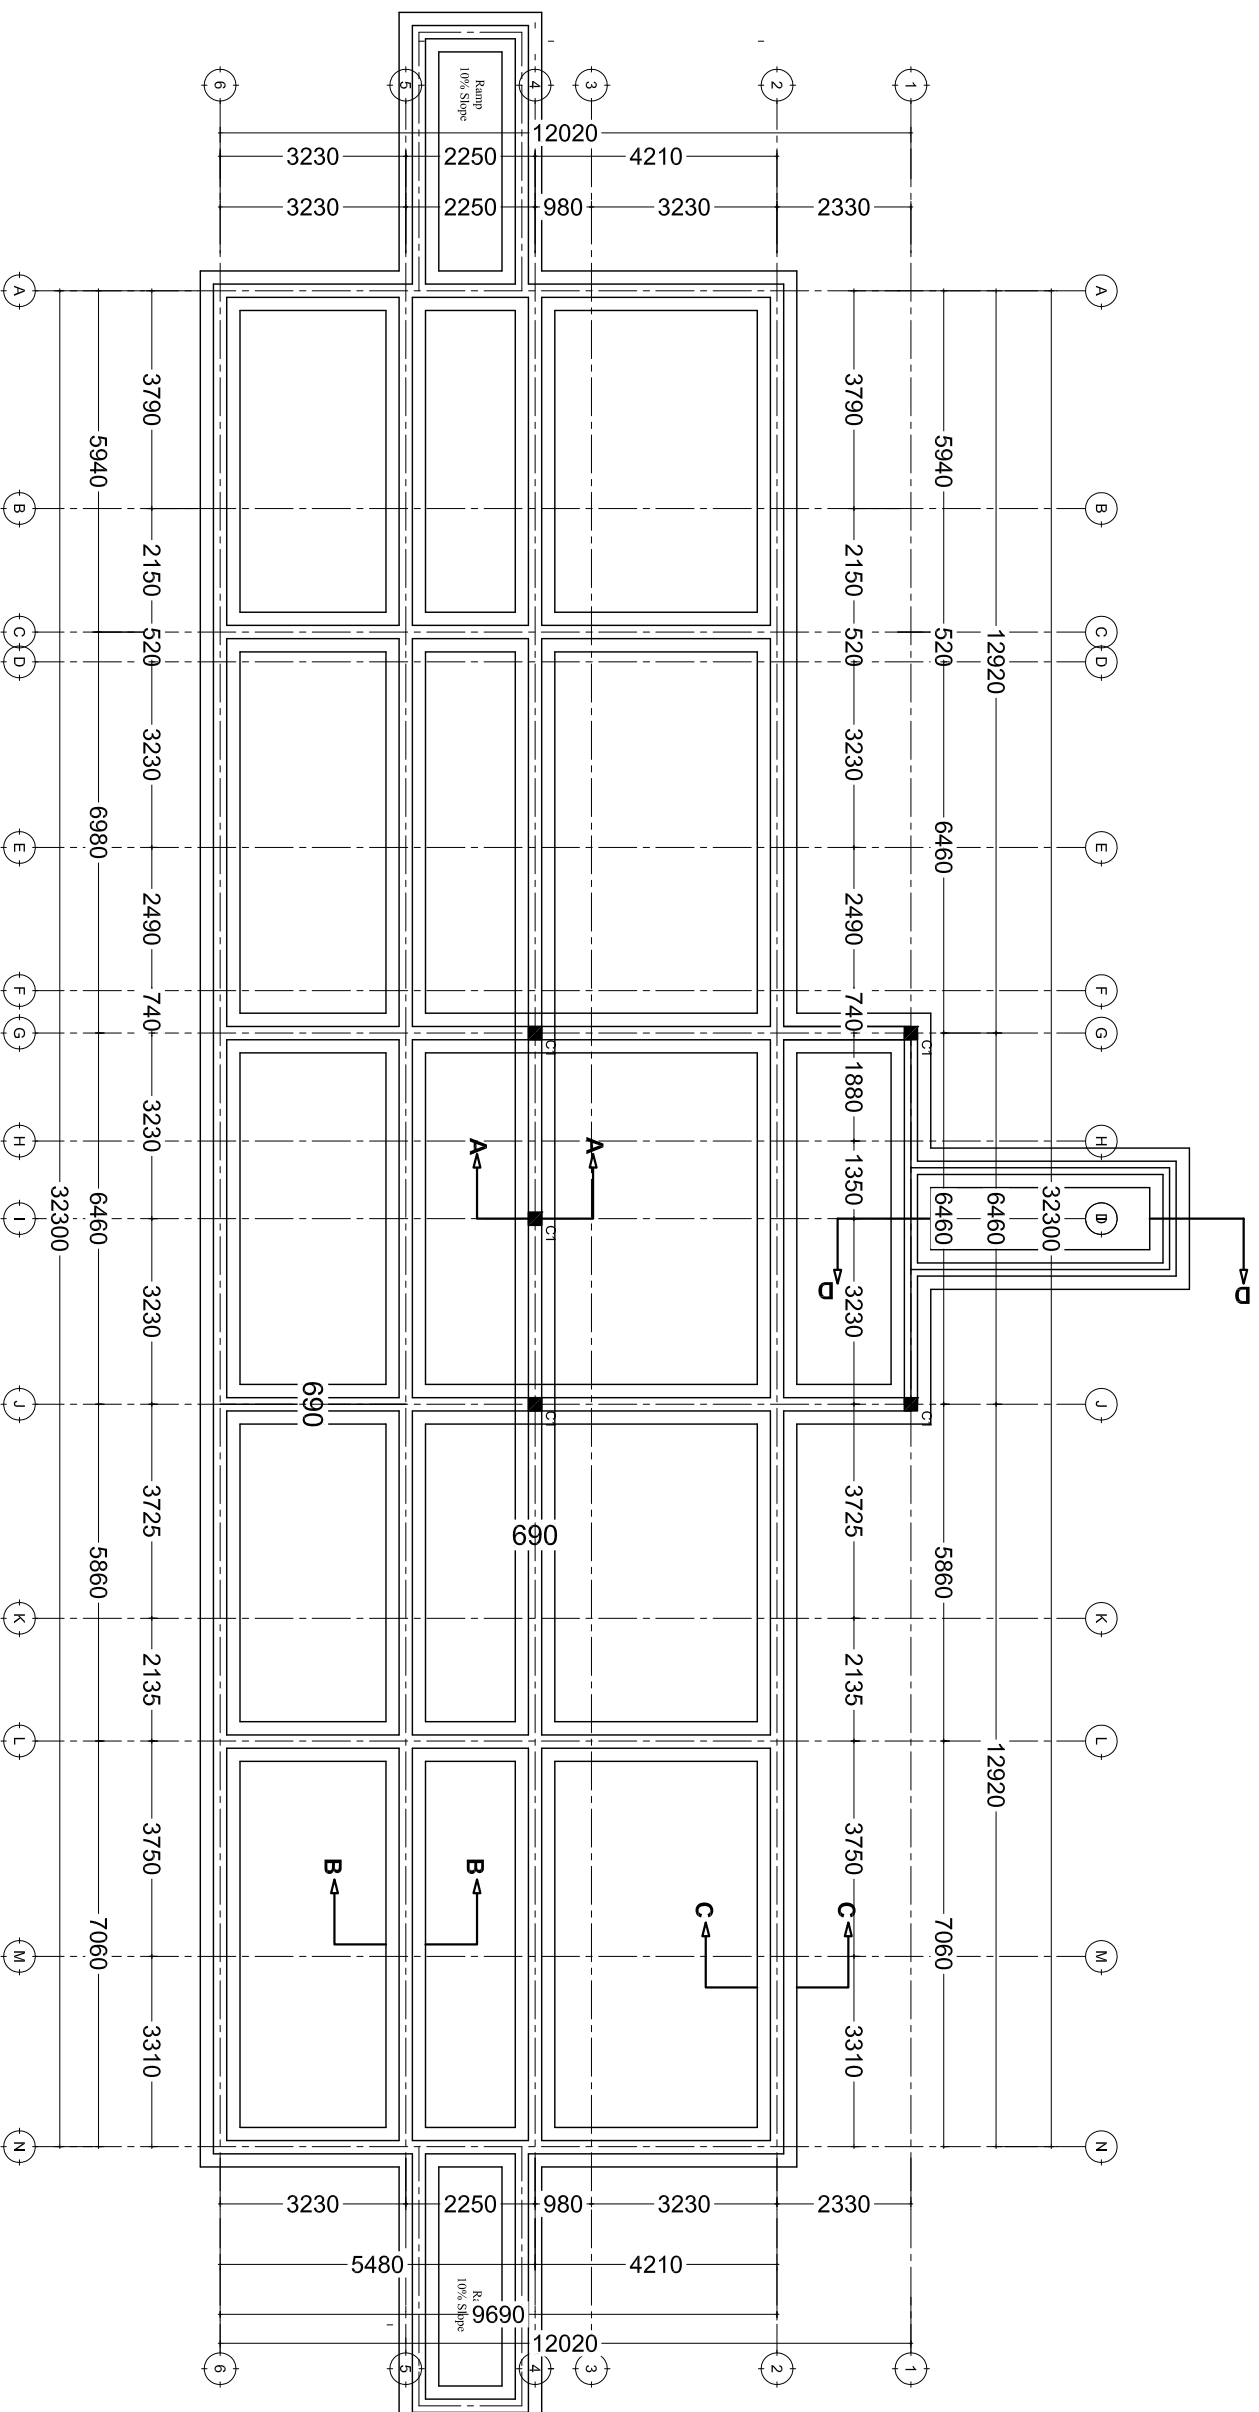 Ramp
10% Slope
6
5
4
3
2
1
12020
3230
2250
4210
3230
2250
980
3230
2330
A
A
3790
5940
3790
5940
B
B
2150
2150
C
C
520
520
520
12920
D
D
3230
3230
6980
6460
E
E
2490
2490
F
F
740
740
G
G
C1
C1
1880
3230
H
H
A
A
1350
32300
6460
6460
6460
32300
I
D
C1
D
D
3230
3230
690
J
J
C1
C1
3725
3725
690
5860
5860
K
K
2135
2135
L
L
12920
3750
3750
B
B
C
C
7060
7060
M
M
3310
3310
N
N
3230
2250
980
3230
2330
5480
4210
10% Slope
9690
12020
6
5
4
3
2
1